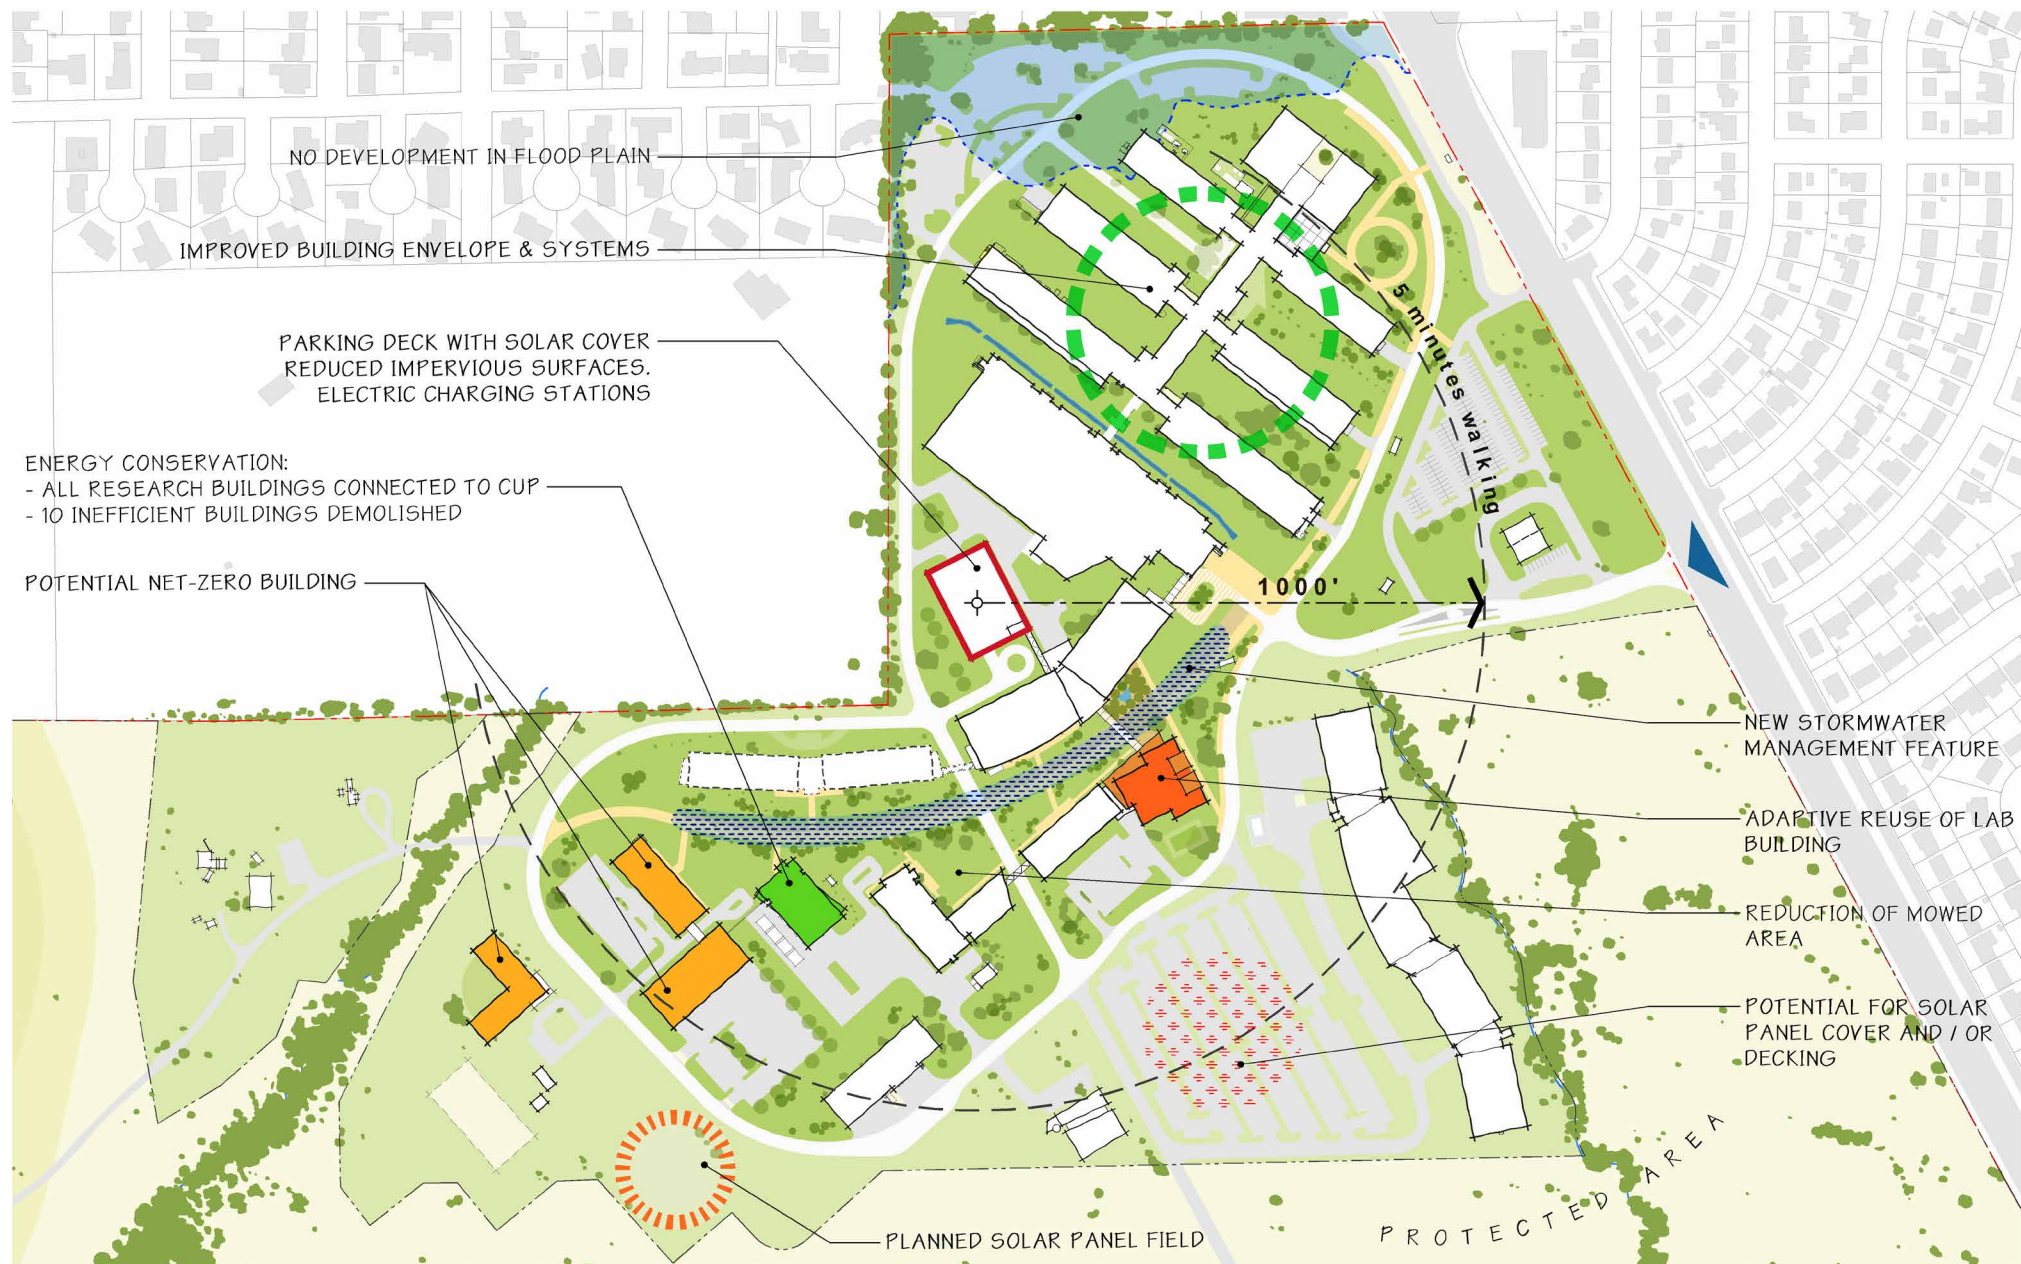 NO DEVELOPMENT IN FLOOD PLAIN
IMPROVED BUILDING ENVELOPE & SYSTEMS
PARKING DECK WITH SOLAR COVER
REDUCED IMPERVIOUS SURFACES.
ELECTRIC CHARGING STATIONS
ENERGY CONSERVATION:
- ALL RESEARCH BUILDINGS CONNECTED TO CUP
- 10 INEFFICIENT BUILDINGS DEMOLISHED
POTENTIAL NET-ZERO BUILDING
5 minutes walking
1000'
NEW STORMWATER
MANAGEMENT FEATURE
ADAPTIVE REUSE OF LAB
BUILDING
REDUCTION OF MOWED
AREA
POTENTIAL FOR SOLAR
PANEL COVER AND / OR
DECKING
PROTECTED AREA
PLANNED SOLAR PANEL FIELD